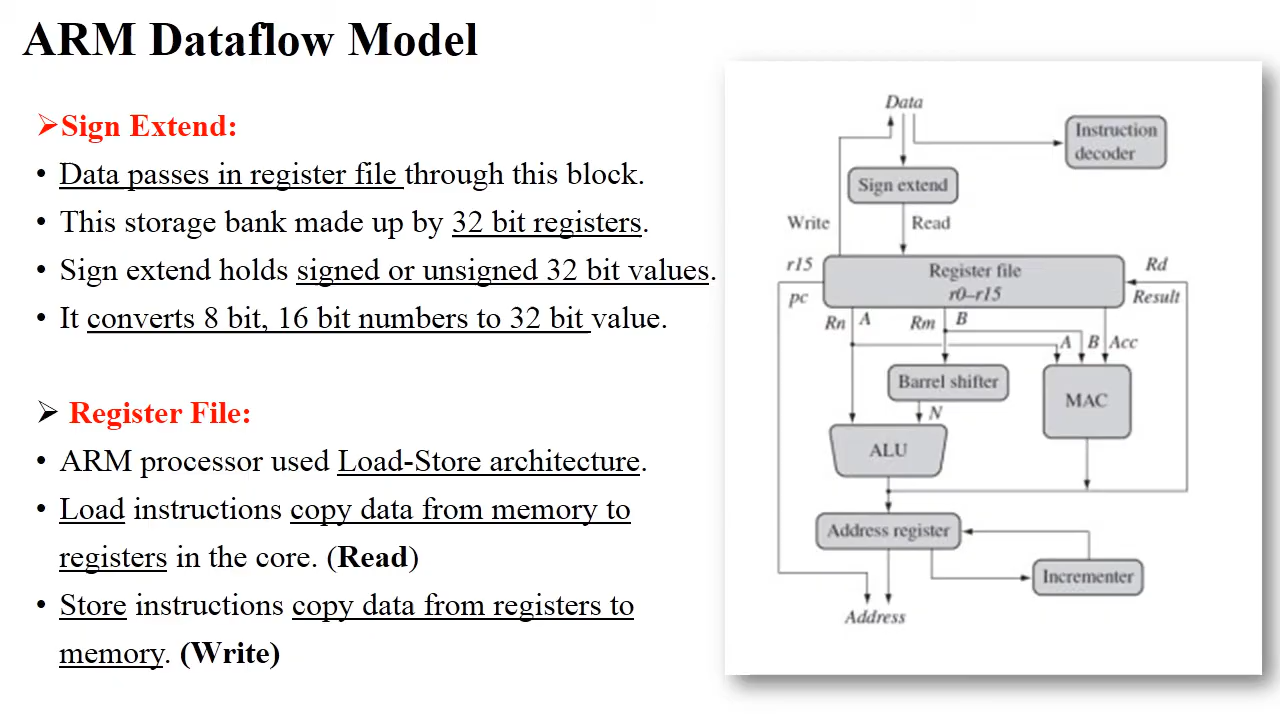 ARM Dataflow Model
➢Sign Extend:
• Data passes in register file through this block.
• This storage bank made up by 32 bit registers.
• Sign extend holds signed or unsigned 32 bit values.
• It converts 8 bit, 16 bit numbers to 32 bit value.
➢ Register File:
• ARM processor used Load-Store architecture.
• Load instructions copy data from memory to
registers in the core. (Read)
• Store instructions copy data from registers to
memory. (Write)
Data
Instruction
decoder
Sign extend
Write
Read
r15
Register file
Rd
pc
r0–r15
Result
Rn A
Rm B
A B Acc
Barrel shifter
MAC
N
ALU
Address register
Incrementer
Address